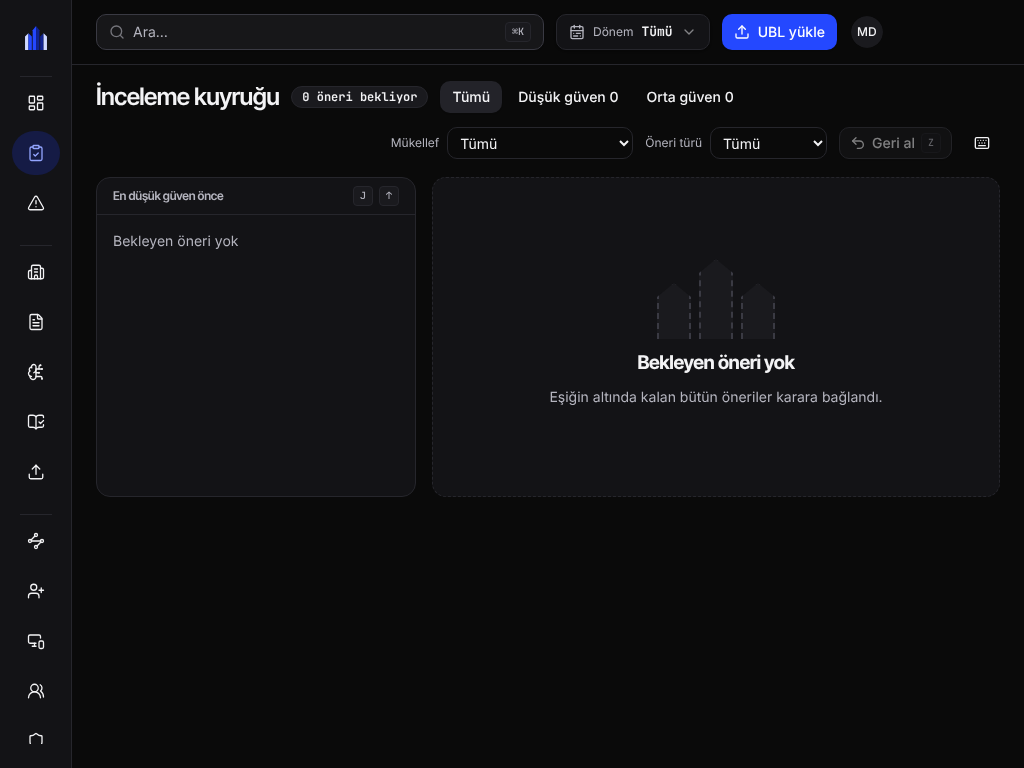 Ara...
⌘K
Dönem Tümü
UBL yükle
MD
İnceleme kuyruğu
0 öneri bekliyor
Tümü
Düşük güven 0
Orta güven 0
Mükellef
Tümü
Öneri türü
Tümü
Geri al Z
En düşük güven önce
J ↑
Bekleyen öneri yok
Bekleyen öneri yok
Eşiğin altında kalan bütün öneriler karara bağlandı.